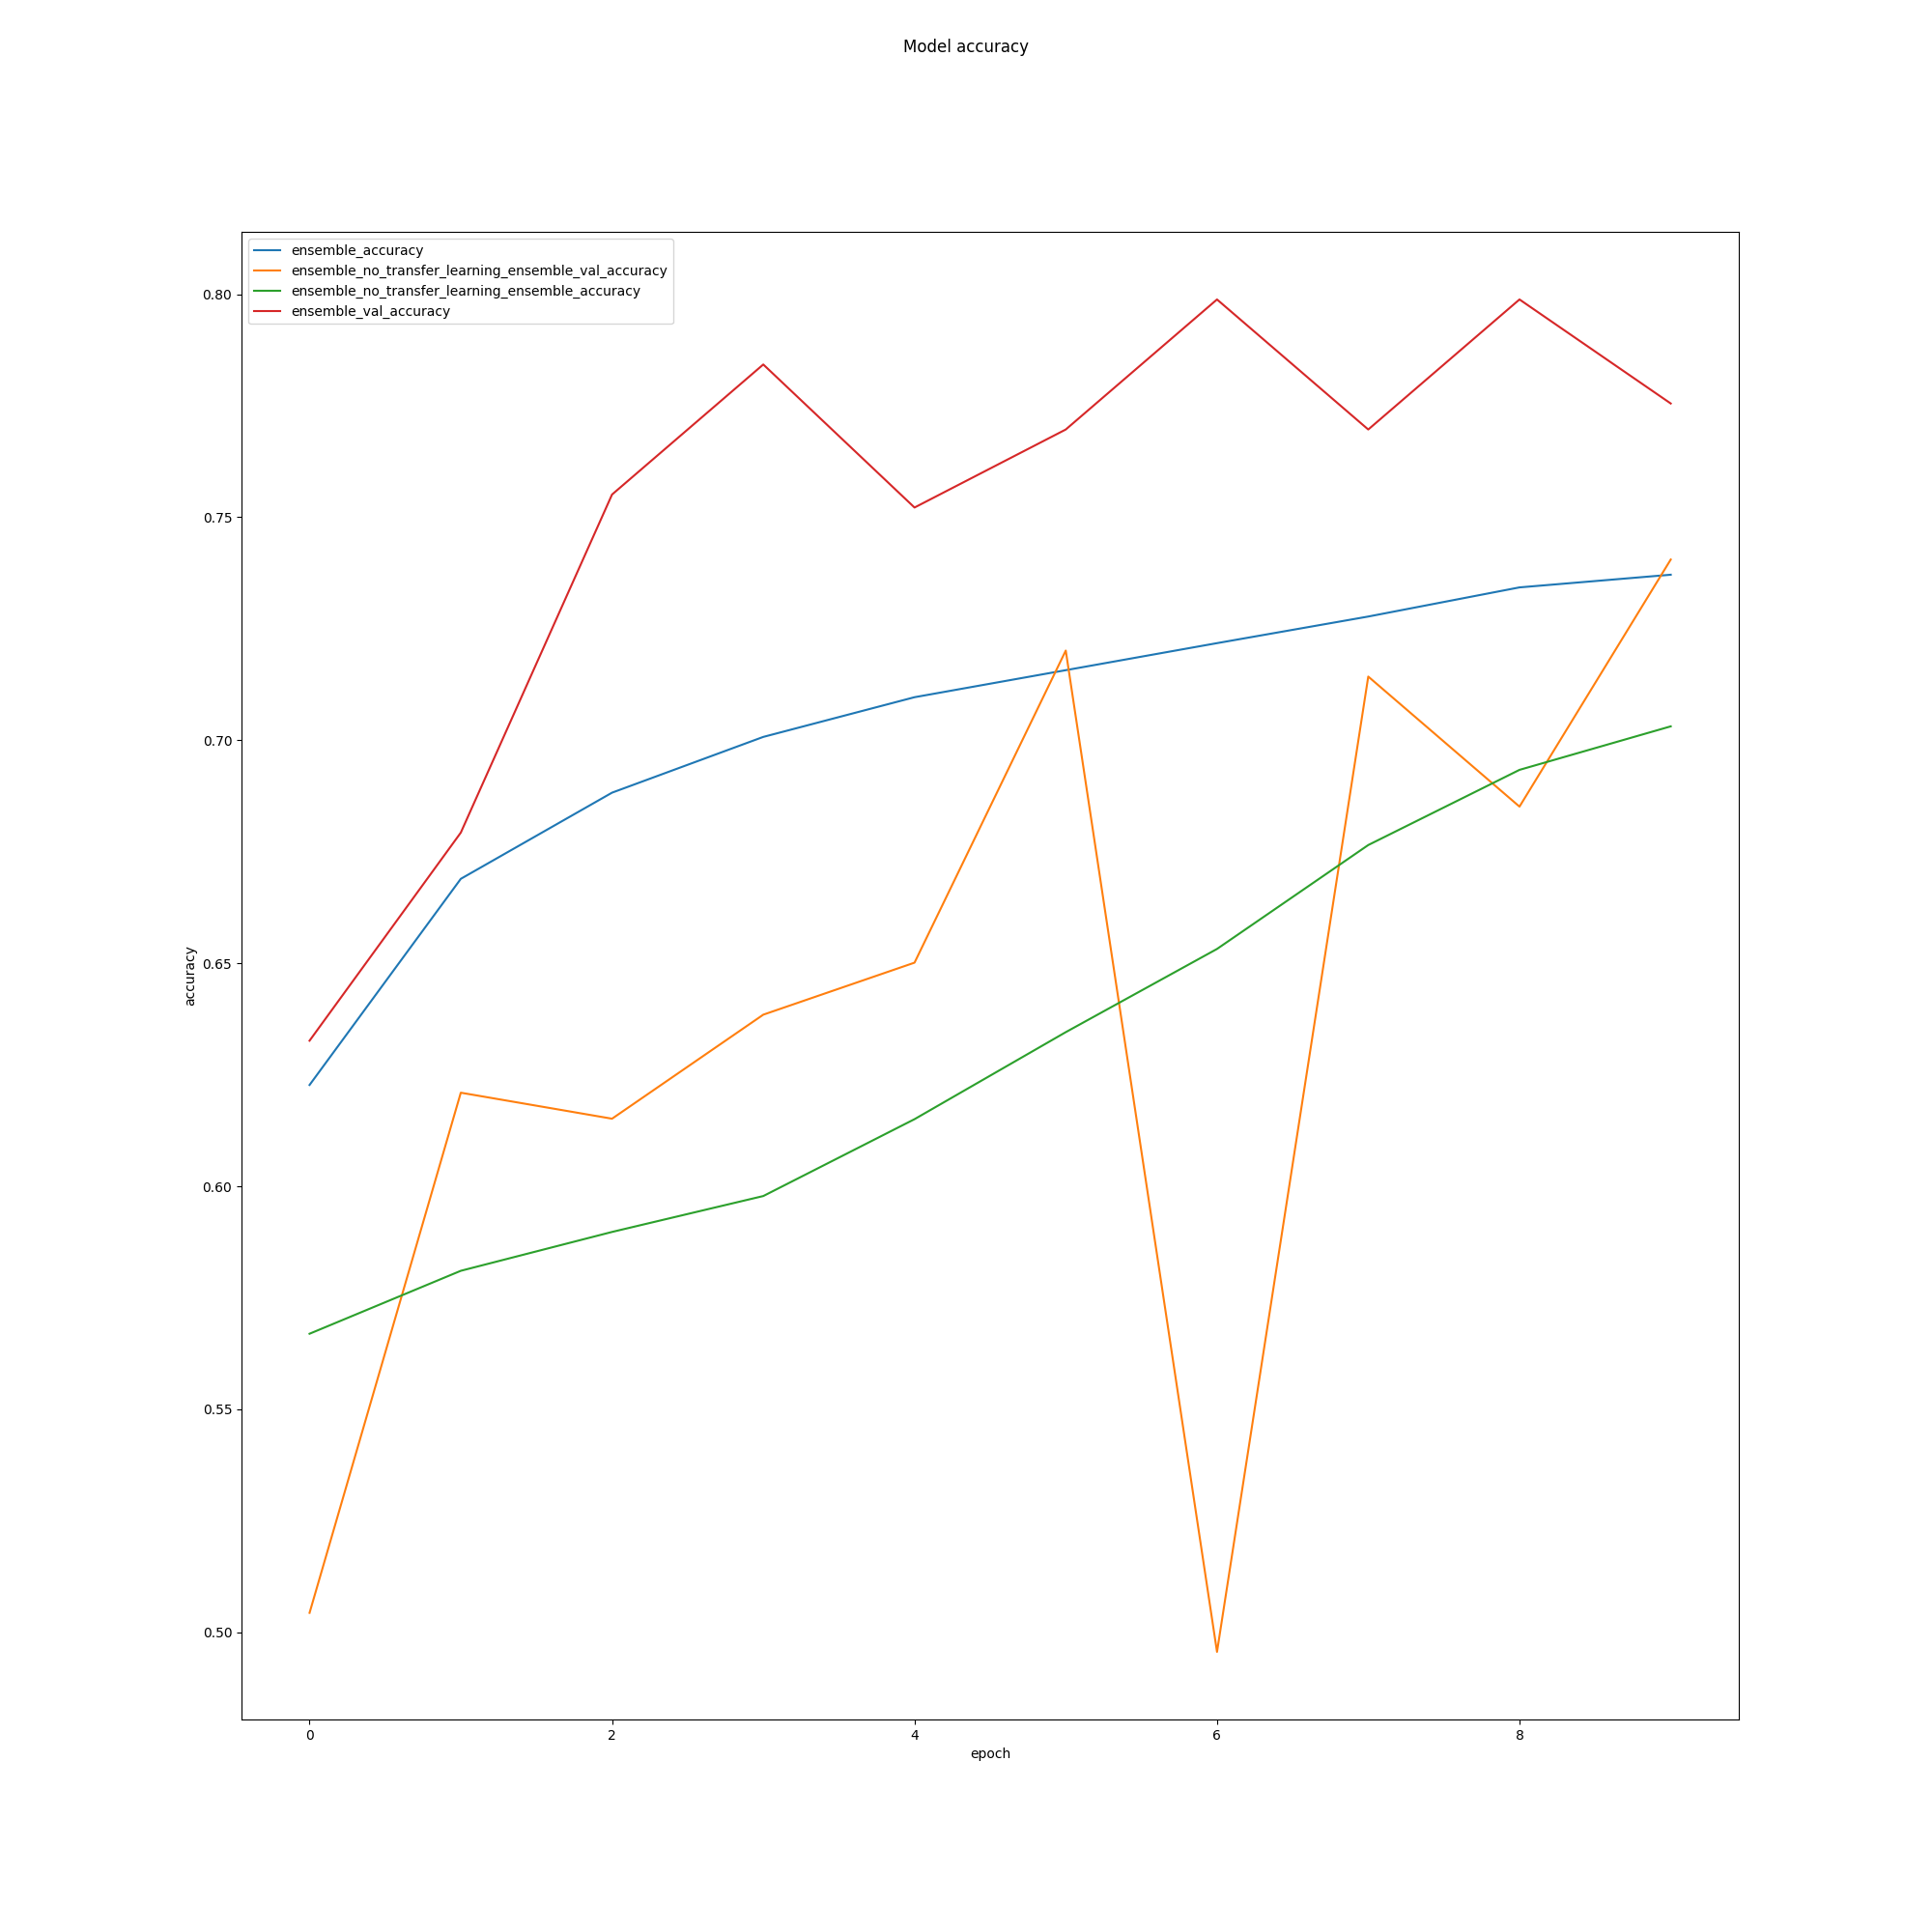 Model accuracy
ensemble_accuracy
ensemble_no_transfer_learning_ensemble_val_accuracy
ensemble_no_transfer_learning_ensemble_accuracy
ensemble_val_accuracy
0.80
0.75
0.70
0.65
0.60
0.55
0.50
accuracy
0 2 4 6 8
epoch